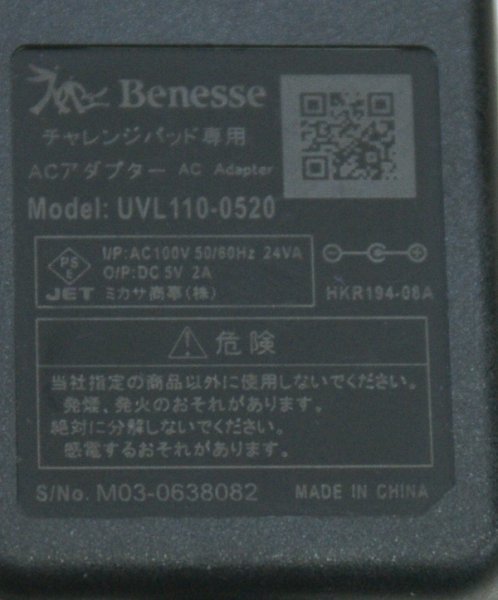 Benesse
チャレンジパッド専用
ACアダプター AC Adapter
Model: UVL110-0520
PS
E
JET
I/P:AC100V 50/60Hz 24VA
O/P:DC 5V 2A
ミカサ商事(株)
HKR194-08A
危険
当社指定の商品以外に使用しないでください。
発煙、発火のおそれがあります。
絶対に分解しないでください。
感電するおそれがあります。
S/No. M03-0638082
MADE IN CHINA